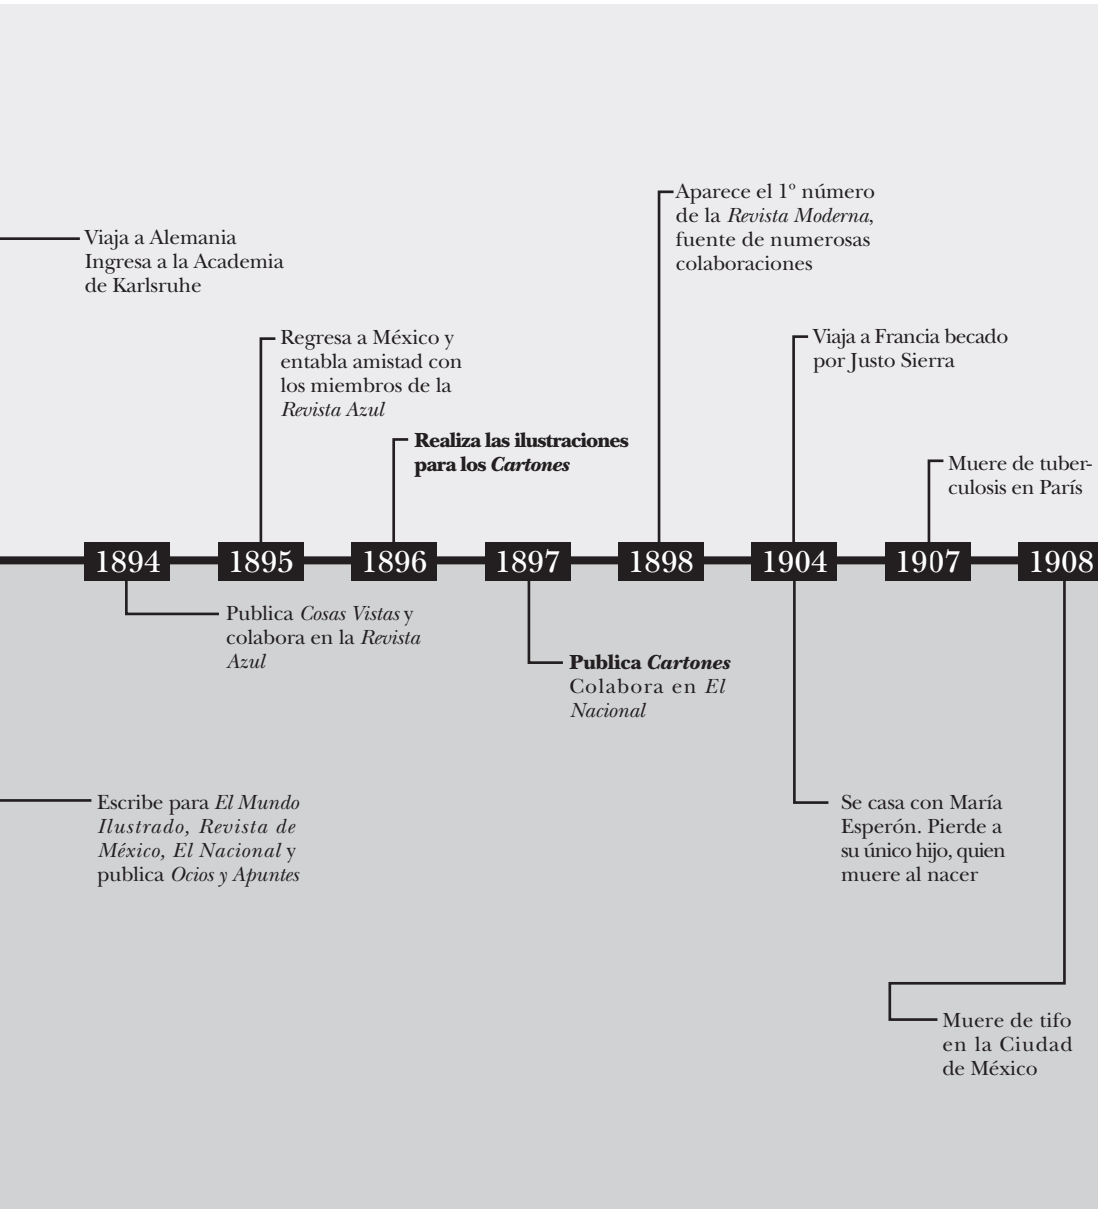 Aparece el 1º número
de la Revista Moderna,
fuente de numerosas
colaboraciones
Viaja a Alemania
Ingresa a la Academia
de Karlsruhe
Regresa a México y
entabla amistad con
los miembros de la
Revista Azul
Viaja a Francia becado
por Justo Sierra
Realiza las ilustraciones
para los Cartones
Muere de tuber-
culosis en París
1894
1895
1896
1897
1898
1904
1907
1908
Publica Cosas Vistas y
colabora en la Revista
Azul
Publica Cartones
Colabora en El
Nacional
Escribe para El Mundo
Ilustrado, Revista de
México, El Nacional y
publica Ocios y Apuntes
Se casa con María
Esperón. Pierde a
su único hijo, quien
muere al nacer
Muere de tifo
en la Ciudad
de México